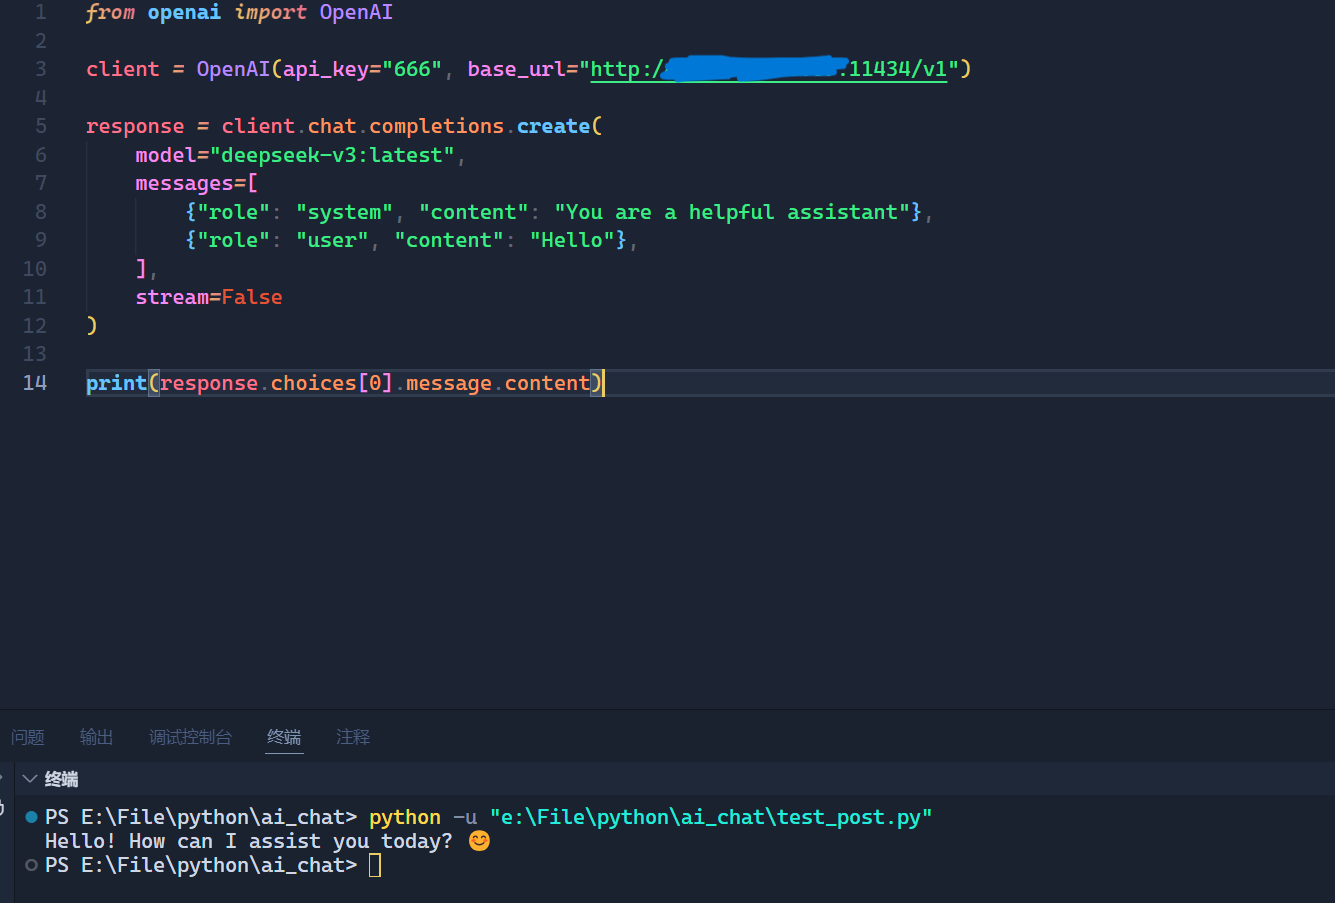 1 from openai import OpenAI
2
3 client = OpenAI(api_key="666", base_url="http:/ 11434/v1")
4
5 response = client.chat.completions.create(
6 model="deepseek-v3:latest",
7 messages=[
8 {"role": "system", "content": "You are a helpful assistant"},
9 {"role": "user", "content": "Hello"},
10 ],
11 stream=False
12 )
13
14 print(response.choices[0].message.content)
问题 输出 调试控制台 终端 注释
终端
PS E:\File\python\ai_chat> python -u "e:\File\python\ai_chat\test_post.py"
Hello! How can I assist you today? 😊
PS E:\File\python\ai_chat>